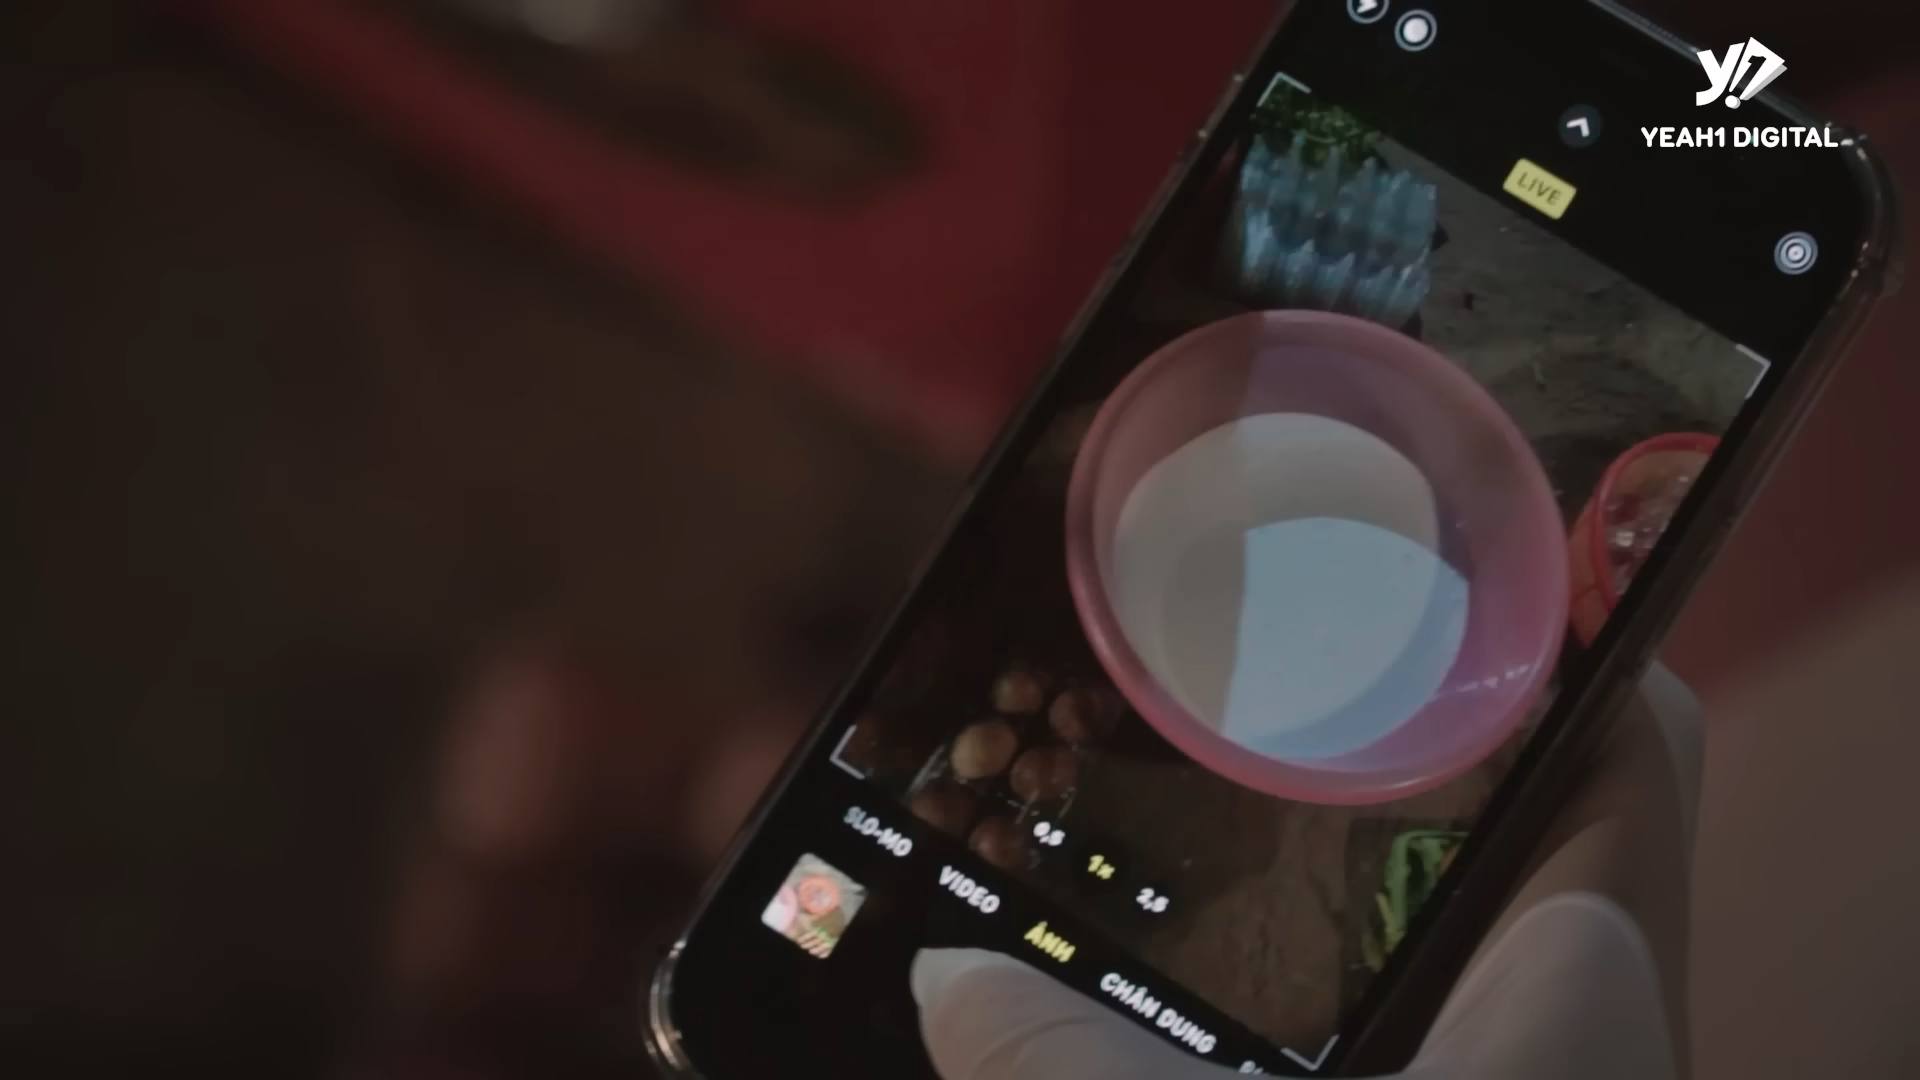 YEAH1 DIGITAL
LIVE
0,5
1x
2,5
SLO-MO
VIDEO
ẢNH
CHÂN DUNG